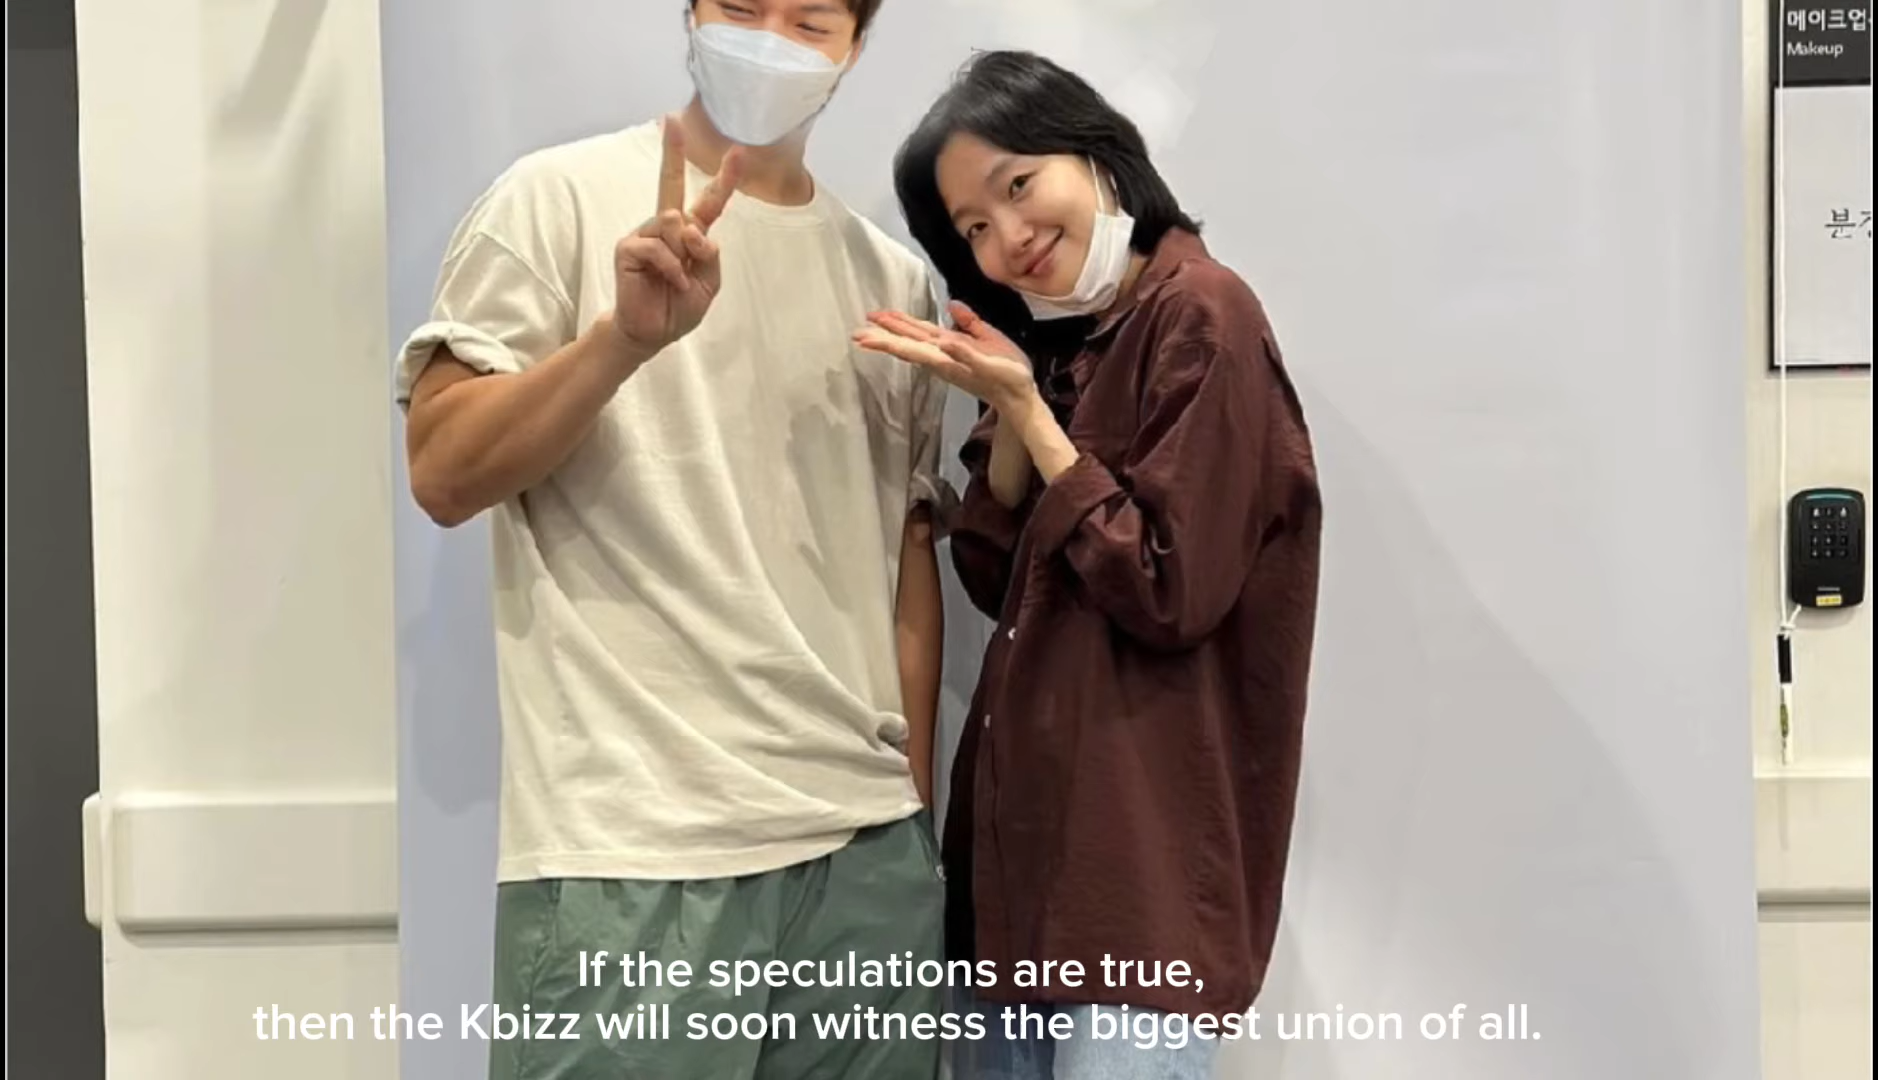 메이크업
Makeup
If the speculations are true,
then the Kbizz will soon witness the biggest union of all.